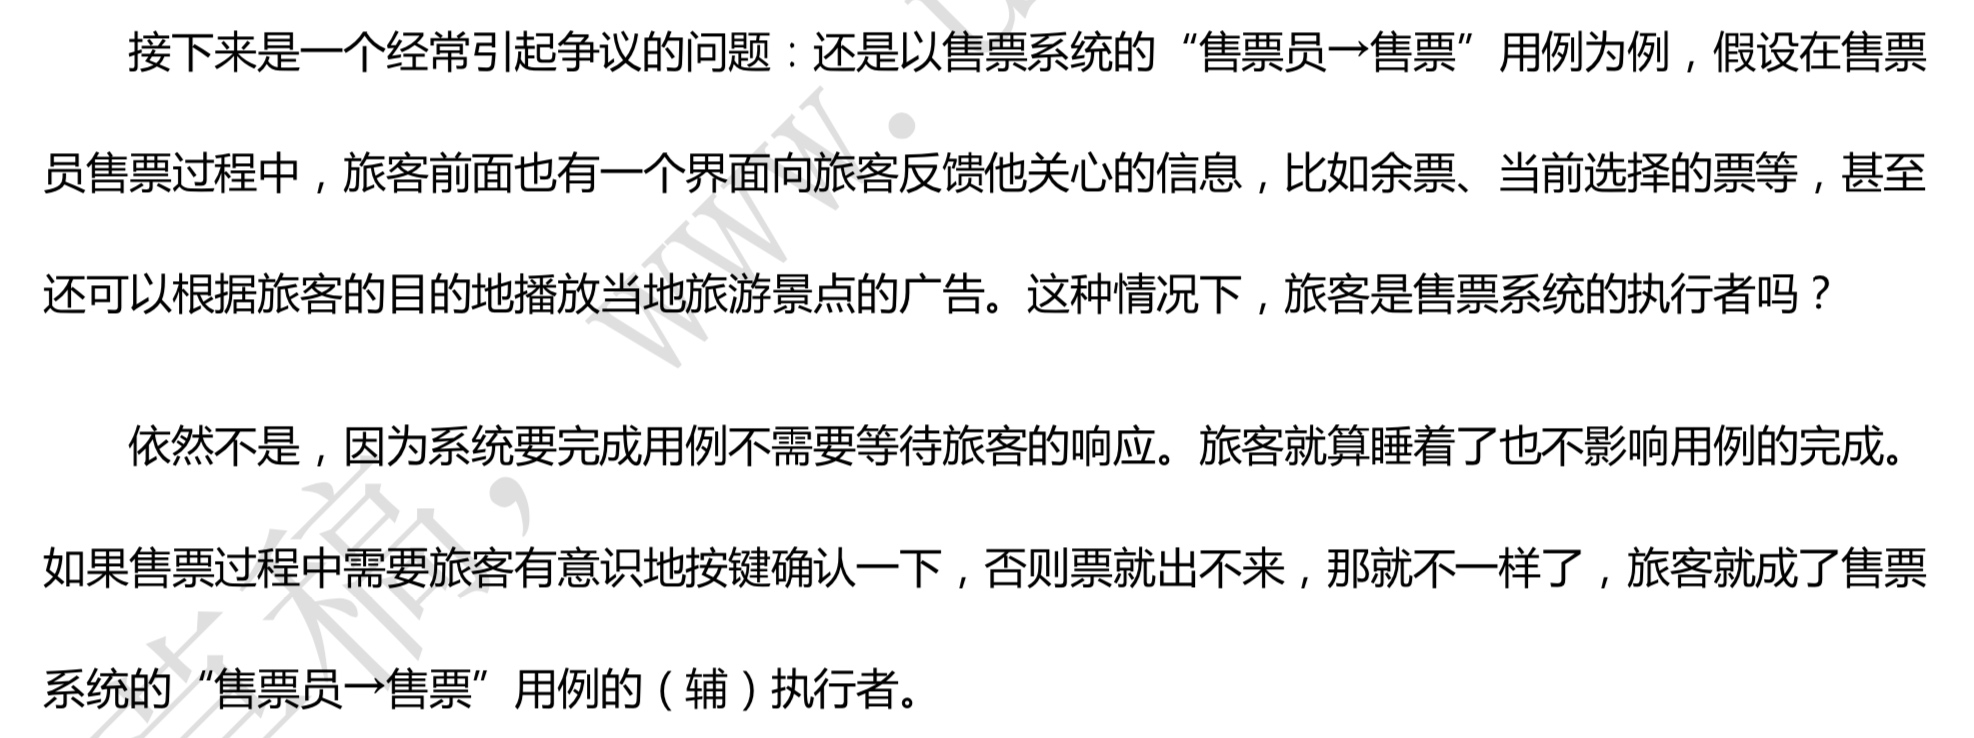 接下来是一个经常引起争议的问题：还是以售票系统的“售票员→售票”用例为例，假设在售票
员售票过程中，旅客前面也有一个界面向旅客反馈他关心的信息，比如余票、当前选择的票等，甚至
还可以根据旅客的目的地播放当地旅游景点的广告。这种情况下，旅客是售票系统的执行者吗？
依然不是，因为系统要完成用例不需要等待旅客的响应。旅客就算睡着了也不影响用例的完成。
如果售票过程中需要旅客有意识地按键确认一下，否则票就出不来，那就不一样了，旅客就成了售票
系统的“售票员→售票”用例的（辅）执行者。
稿，www.